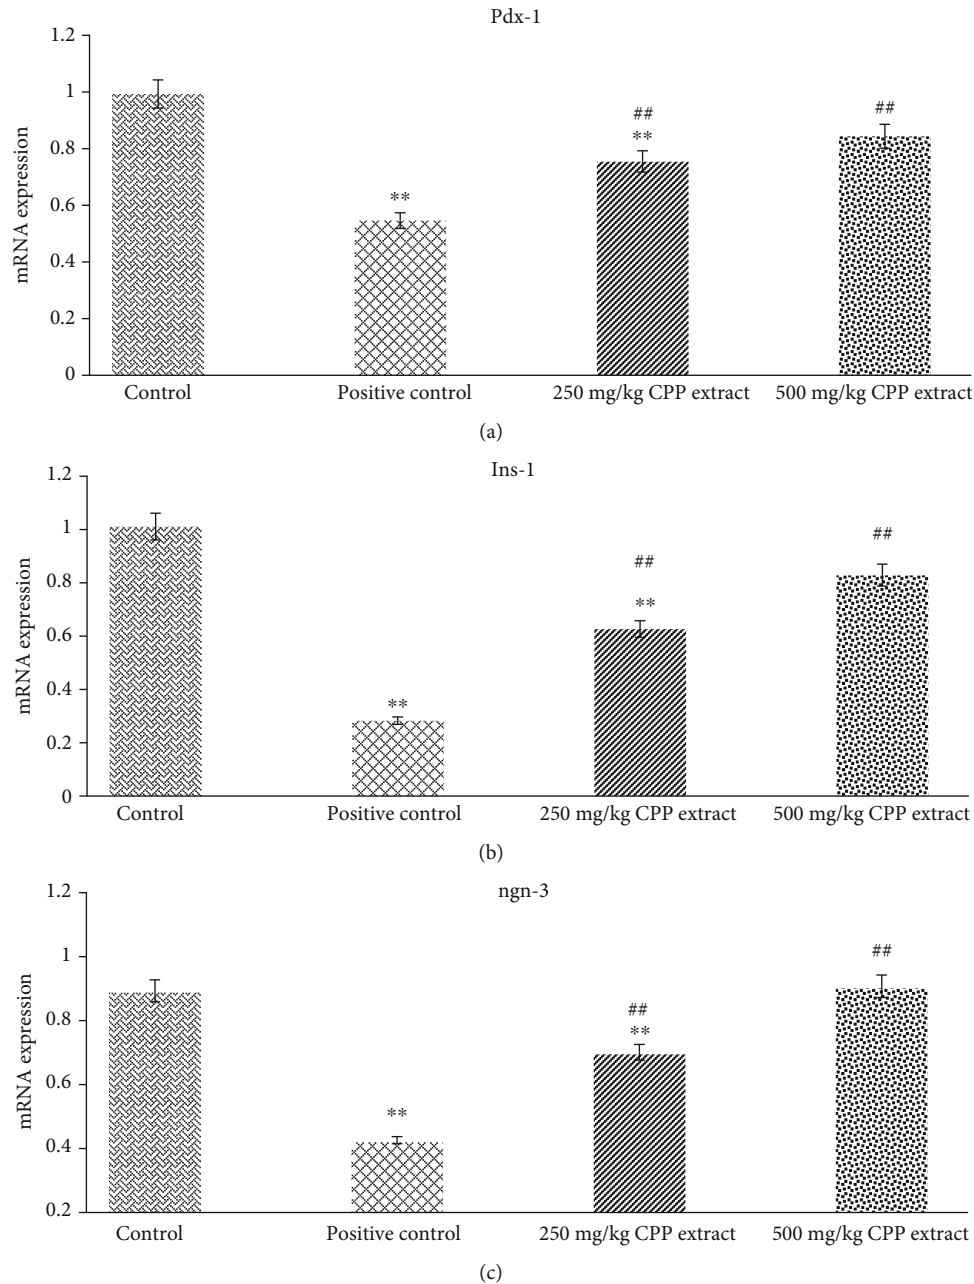 Pdx-1
1.2
1
0.8
0.6
0.4
0.2
0
mRNA expression
**
##
**
##
Control Positive control 250 mg/kg CPP extract 500 mg/kg CPP extract
(a)
Ins-1
1.2
1
0.8
0.6
0.4
0.2
0
mRNA expression
**
##
**
##
Control Positive control 250 mg/kg CPP extract 500 mg/kg CPP extract
(b)
ngn-3
1.2
1
0.8
0.6
0.4
0.2
mRNA expression
**
##
**
##
Control Positive control 250 mg/kg CPP extract 500 mg/kg CPP extract
(c)